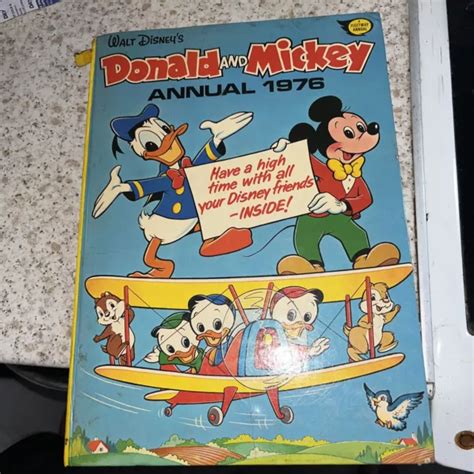 WALT DISNEY'S
Donald AND Mickey
ANNUAL 1976
Have a high
time with all
your Disney friends
–INSIDE!